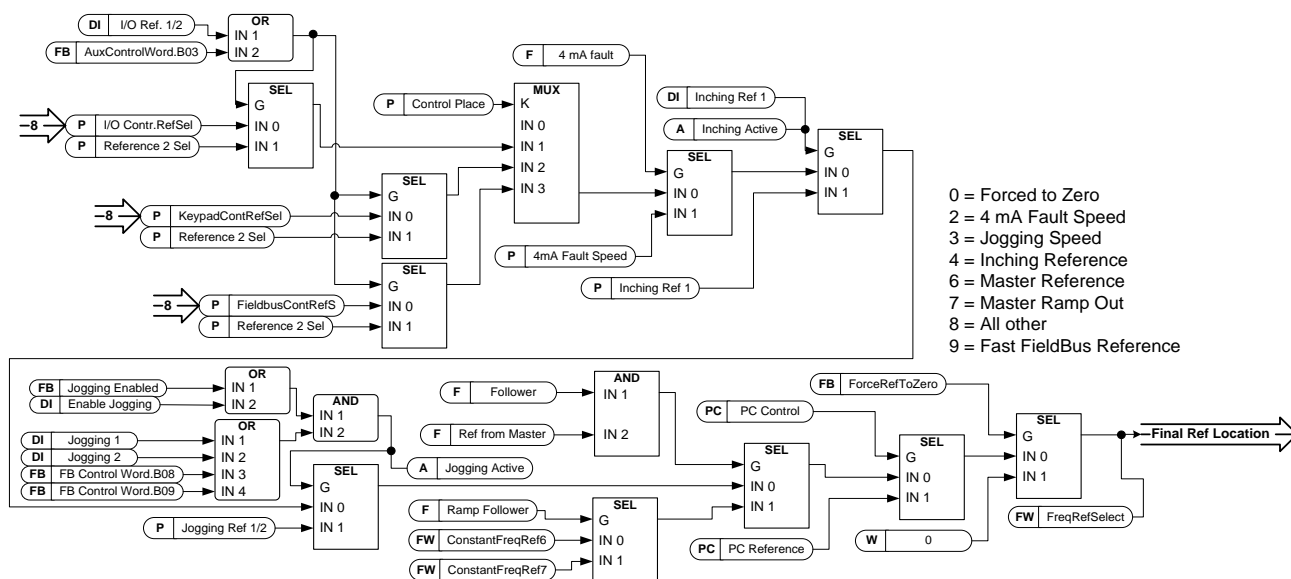 DI I/O Ref. 1/2
FB AuxControlWord.B03
OR
IN 1
IN 2
SEL
G
IN 0
IN 1
8
P I/O Contr.RefSel
P Reference 2 Sel
8
P KeypadContRefSel
P Reference 2 Sel
SEL
G
IN 0
IN 1
8
P FieldbusContRefS
P Reference 2 Sel
SEL
G
IN 0
IN 1
P Control Place
MUX
K
IN 0
IN 1
IN 2
IN 3
F 4 mA fault
P 4mA Fault Speed
SEL
G
IN 0
IN 1
DI Inching Ref 1
A Inching Active
P Inching Ref 1
SEL
G
IN 0
IN 1
0 = Forced to Zero
2 = 4 mA Fault Speed
3 = Jogging Speed
4 = Inching Reference
6 = Master Reference
7 = Master Ramp Out
8 = All other
9 = Fast FieldBus Reference
FB Jogging Enabled
DI Enable Jogging
OR
IN 1
IN 2
DI Jogging 1
DI Jogging 2
FB FB Control Word.B08
FB FB Control Word.B09
OR
IN 1
IN 2
IN 3
IN 4
AND
IN 1
IN 2
A Jogging Active
P Jogging Ref 1/2
SEL
G
IN 0
IN 1
F Follower
F Ref from Master
AND
IN 1
IN 2
F Ramp Follower
FW ConstantFreqRef6
FW ConstantFreqRef7
SEL
G
IN 0
IN 1
SEL
G
IN 0
IN 1
PC PC Control
PC PC Reference
SEL
G
IN 0
IN 1
FB ForceRefToZero
W 0
SEL
G
IN 0
IN 1
Final Ref Location
FW FreqRefSelect